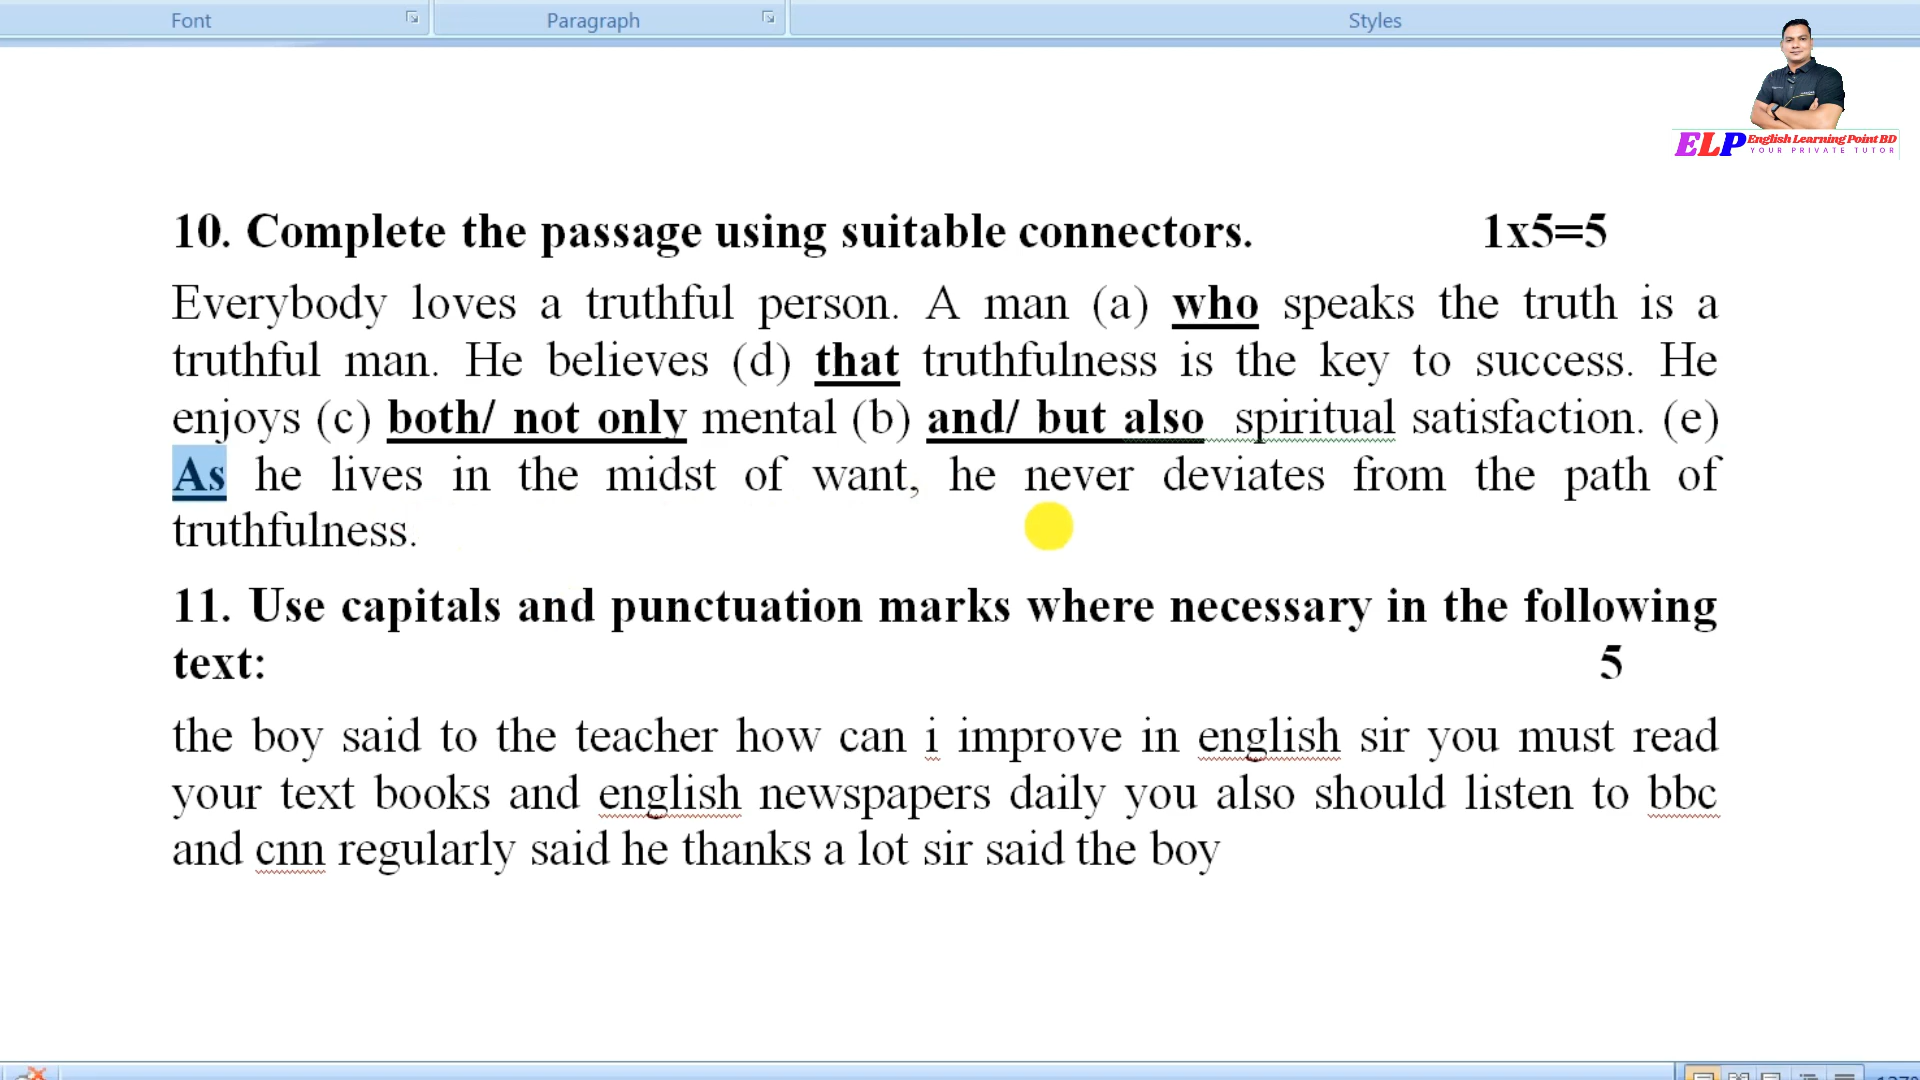 Font Paragraph Styles
ELP English Learning Point BD
YOUR PRIVATE TUTOR
10. Complete the passage using suitable connectors. 1x5=5
Everybody loves a truthful person. A man (a) who speaks the truth is a
truthful man. He believes (d) that truthfulness is the key to success. He
enjoys (c) both/ not only mental (b) and/ but also spiritual satisfaction. (e)
As he lives in the midst of want, he never deviates from the path of
truthfulness.
11. Use capitals and punctuation marks where necessary in the following
text: 5
the boy said to the teacher how can i improve in english sir you must read
your text books and english newspapers daily you also should listen to bbc
and cnn regularly said he thanks a lot sir said the boy